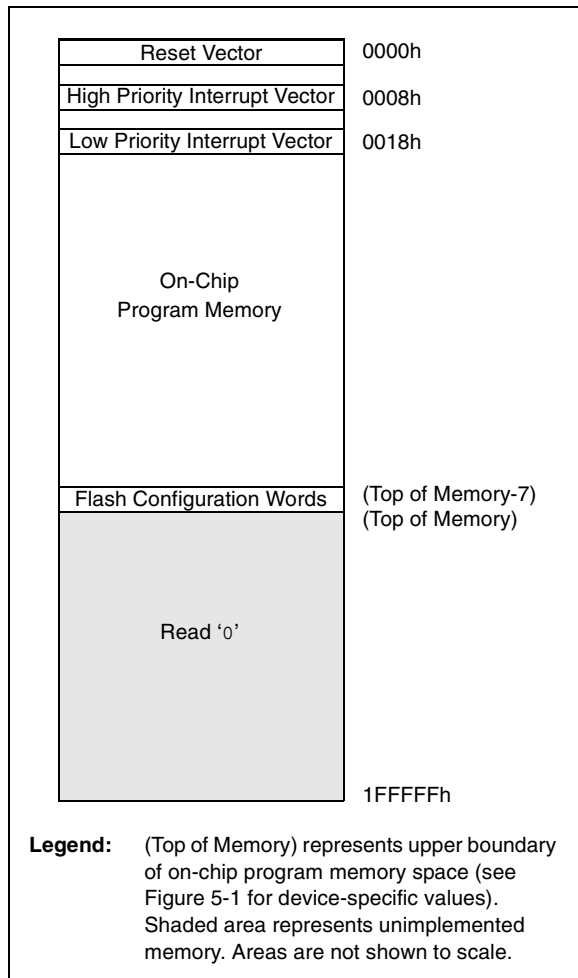 Reset Vector 0000h
High Priority Interrupt Vector 0008h
Low Priority Interrupt Vector 0018h
On-Chip
Program Memory
Flash Configuration Words (Top of Memory-7)
(Top of Memory)
Read ‘0’
1FFFFFh
Legend: (Top of Memory) represents upper boundary
of on-chip program memory space (see
Figure 5-1 for device-specific values).
Shaded area represents unimplemented
memory. Areas are not shown to scale.